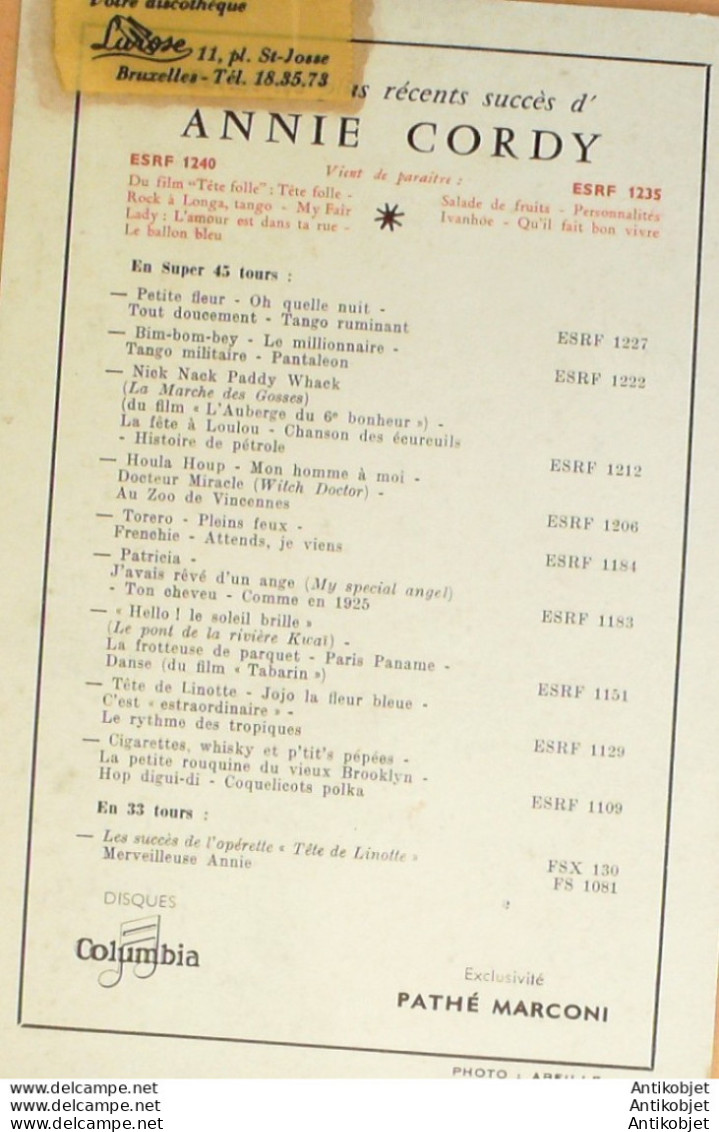 Votre discothèque
Larose 11, pl. St-Josse
Bruxelles - Tél. 18.35.73
récents succès d'
ANNIE CORDY
Vient de paraître :
ESRF 1240
Du film "Tête folle" : Tête folle -
Rock à Longa, tango - My Fair
Lady : L'amour est dans ta rue -
Le ballon bleu
ESRF 1235
Salade de fruits - Personnalités
Ivanhoe - Qu'il fait bon vivre
En Super 45 tours :
— Petite fleur - Oh quelle nuit -
Tout doucement - Tango ruminant ESRF 1227
— Bim-bom-bey - Le millionnaire -
Tango militaire - Pantaleon ESRF 1222
— Nick Nack Paddy Whack
(La Marche des Gosses)
(du film « L'Auberge du 6e bonheur ») -
La fête à Loulou - Chanson des écureuils
- Histoire de pétrole ESRF 1212
— Houla Houp - Mon homme à moi -
Docteur Miracle (Witch Doctor) -
Au Zoo de Vincennes ESRF 1206
— Torero - Pleins feux -
Frenchie - Attends, je viens ESRF 1184
— Patricia -
J'avais rêvé d'un ange (My special angel)
- Ton cheveu - Comme en 1925 ESRF 1183
— « Hello ! le soleil brille »
(Le pont de la rivière Kwaï) -
La frotteuse de parquet - Paris Paname -
Danse (du film « Tabarin ») ESRF 1151
— Tête de Linotte - Jojo la fleur bleue -
C'est « estraordinaire » -
Le rythme des tropiques ESRF 1129
— Cigarettes, whisky et p'tit's pépées -
La petite rouquine du vieux Brooklyn -
Hop digui-di - Coquelicots polka ESRF 1109
En 33 tours :
— Les succès de l'opérette « Tête de Linotte » FSX 130
Merveilleuse Annie FS 1081
DISQUES
Columbia
Exclusivité
PATHÉ MARCONI
PHOTO : ABEILLE
Antikobjet
Antikobjet
Antikobjet
www.delcampe.net
www.delcampe.net
www.delcampe.net